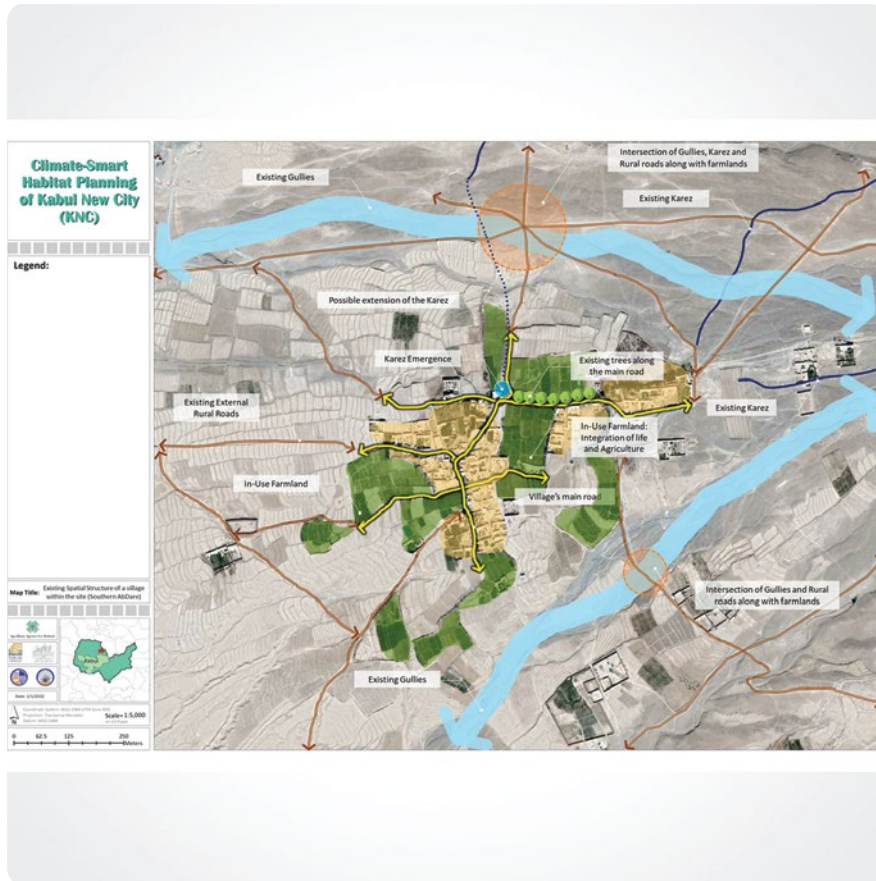 Climate-Smart
Habitat Planning
of Kabul New City
(KNC)
Legend:
Map Title:
Existing Spatial Structure of a village
within the site (Southern AbDare)
Kabul
Scale=1:5,000
0 62.5 125 250
Meters
Existing Gullies
Intersection of Gullies, Karez and
Rural roads along with farmlands
Existing Karez
Possible extension of the Karez
Karez Emergence
Existing trees along
the main road
Existing External
Rural Roads
Existing Karez
In-Use Farmland:
Integration of life
and Agriculture
In-Use Farmland
Village's main road
Intersection of Gullies and Rural
roads along with farmlands
Existing Gullies